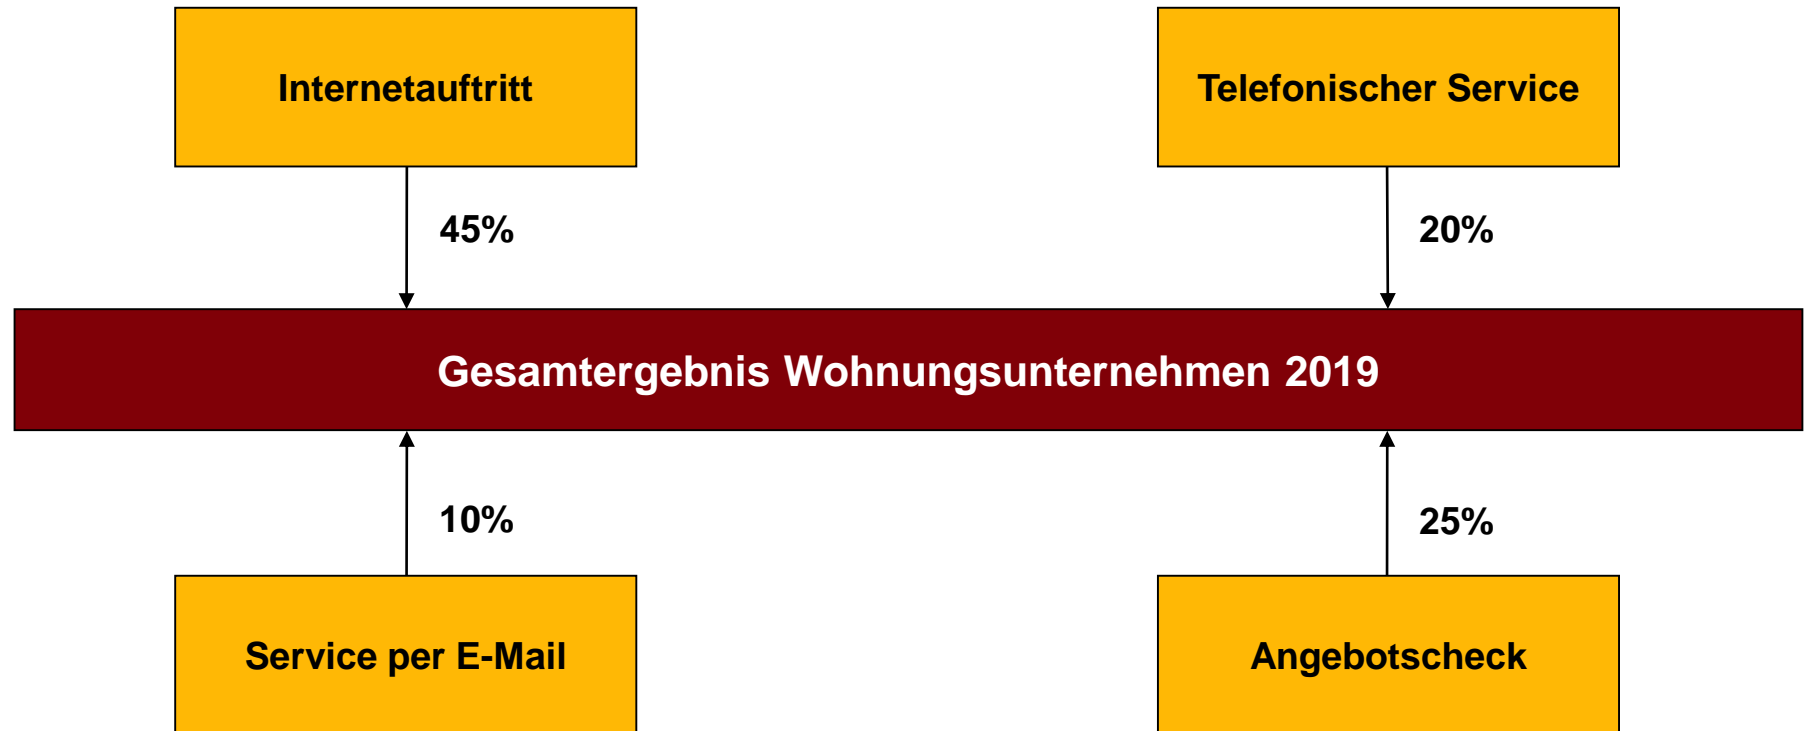 Internetauftritt
Telefonischer Service
45%
20%
Gesamtergebnis Wohnungsunternehmen 2019
10%
25%
Service per E-Mail
Angebotscheck